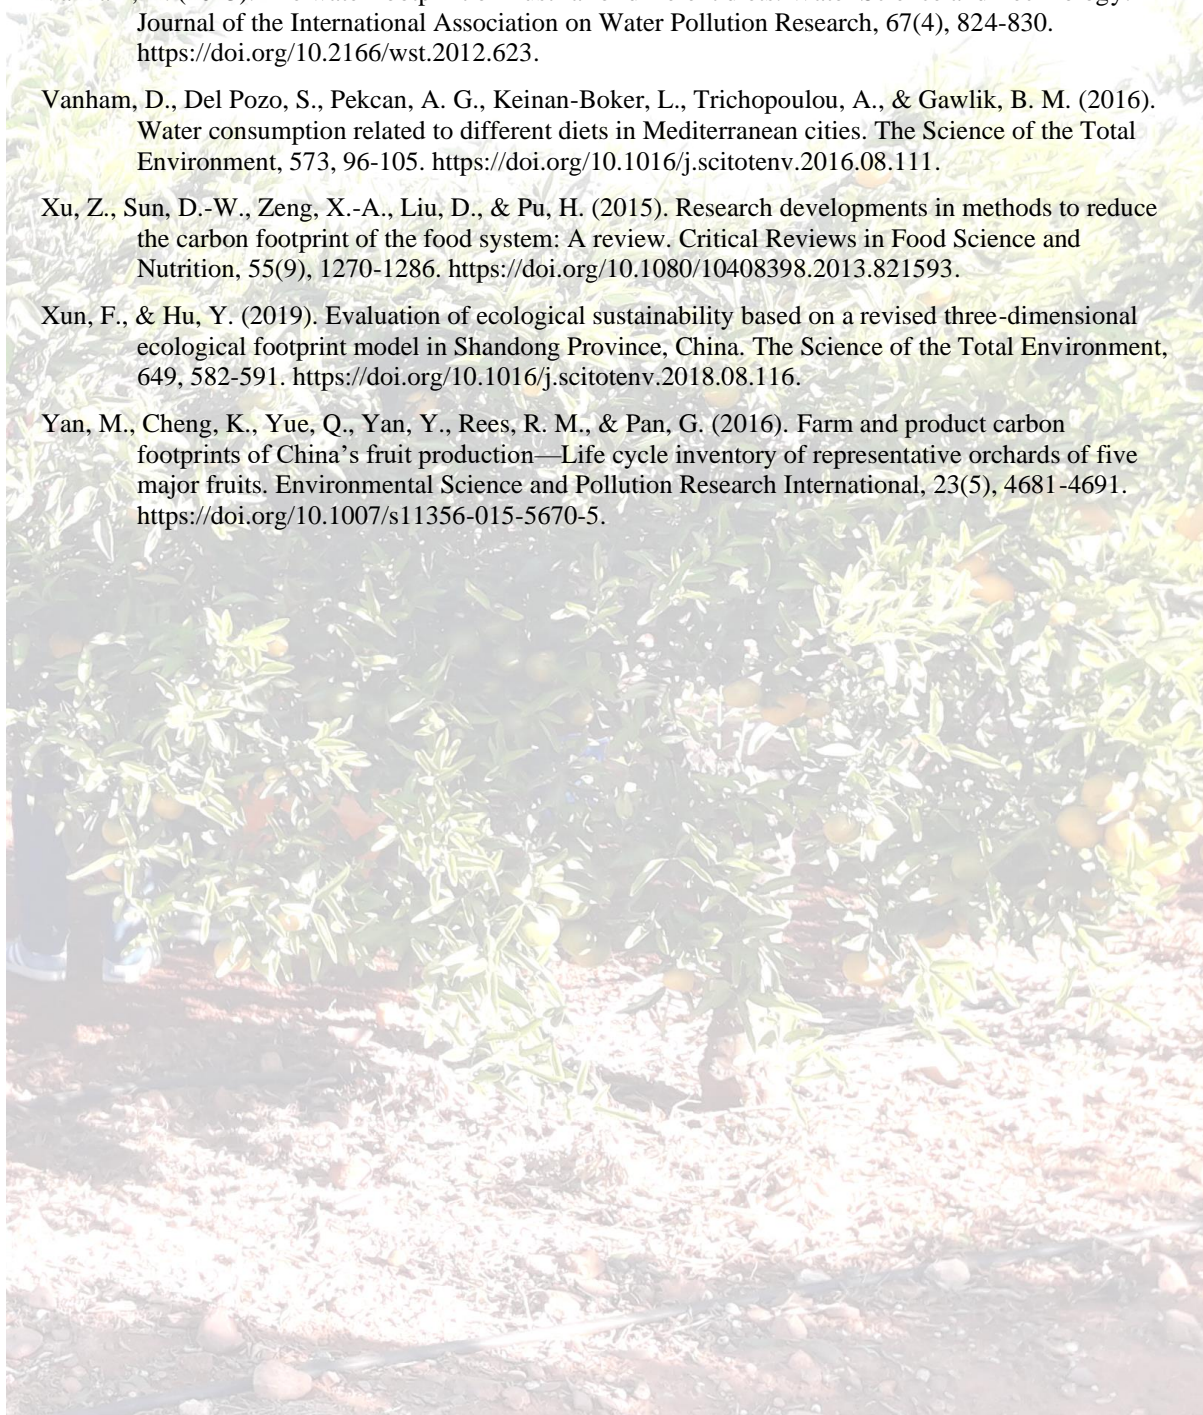 Journal of the International Association on Water Pollution Research, 67(4), 824-830.
https://doi.org/10.2166/wst.2012.623.
Vanham, D., Del Pozo, S., Pekcan, A. G., Keinan-Boker, L., Trichopoulou, A., & Gawlik, B. M. (2016).
Water consumption related to different diets in Mediterranean cities. The Science of the Total
Environment, 573, 96-105. https://doi.org/10.1016/j.scitotenv.2016.08.111.
Xu, Z., Sun, D.-W., Zeng, X.-A., Liu, D., & Pu, H. (2015). Research developments in methods to reduce
the carbon footprint of the food system: A review. Critical Reviews in Food Science and
Nutrition, 55(9), 1270-1286. https://doi.org/10.1080/10408398.2013.821593.
Xun, F., & Hu, Y. (2019). Evaluation of ecological sustainability based on a revised three-dimensional
ecological footprint model in Shandong Province, China. The Science of the Total Environment,
649, 582-591. https://doi.org/10.1016/j.scitotenv.2018.08.116.
Yan, M., Cheng, K., Yue, Q., Yan, Y., Rees, R. M., & Pan, G. (2016). Farm and product carbon
footprints of China’s fruit production—Life cycle inventory of representative orchards of five
major fruits. Environmental Science and Pollution Research International, 23(5), 4681-4691.
https://doi.org/10.1007/s11356-015-5670-5.